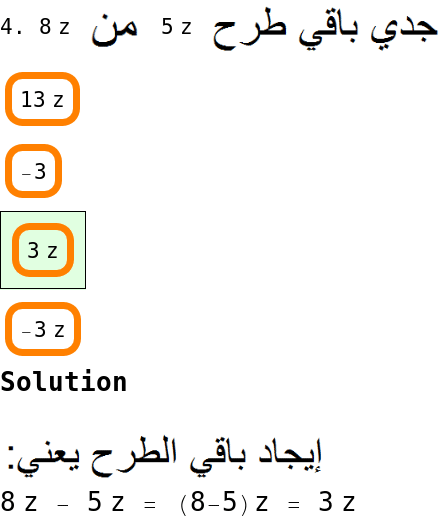 جدي باقي طرح 5 z من 8 z .4
13 z
−3
3 z
−3 z
Solution
إيجاد باقي الطرح يعني:
8 z − 5 z = (8−5) z = 3 z